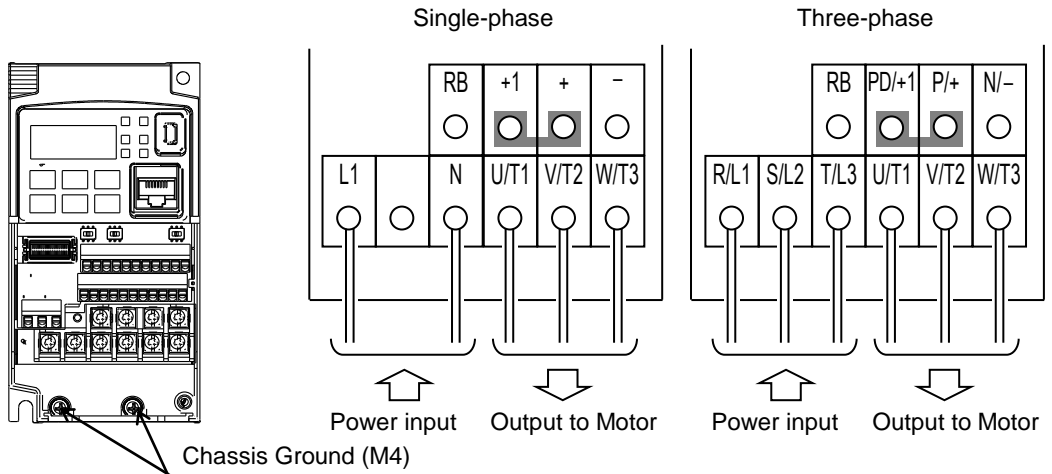 Single-phase
Three-phase
RB +1 + −
L1 N U/T1 V/T2 W/T3
RB PD/+1 P/+ N/−
R/L1 S/L2 T/L3 U/T1 V/T2 W/T3
Power input
Output to Motor
Power input
Output to Motor
Chassis Ground (M4)